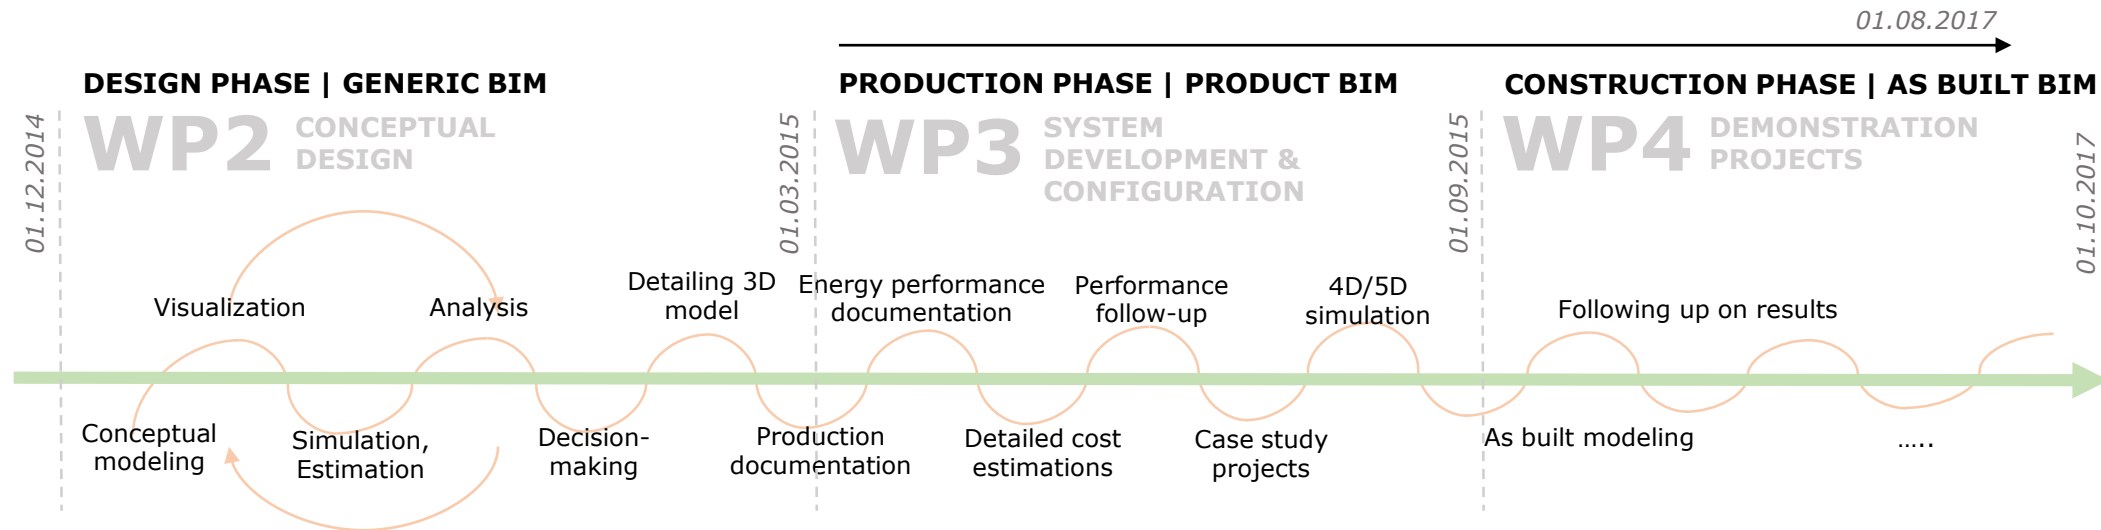 01.08.2017
DESIGN PHASE | GENERIC BIM
PRODUCTION PHASE | PRODUCT BIM
CONSTRUCTION PHASE | AS BUILT BIM
01.12.2014
WP2
CONCEPTUAL
DESIGN
01.03.2015
WP3
SYSTEM
DEVELOPMENT &
CONFIGURATION
01.09.2015
WP4
DEMONSTRATION
PROJECTS
01.10.2017
Visualization
Analysis
Detailing 3D
model
Energy performance
documentation
Performance
follow-up
4D/5D
simulation
Following up on results
Conceptual
modeling
Simulation,
Estimation
Decision-
making
Production
documentation
Detailed cost
estimations
Case study
projects
As built modeling
.....